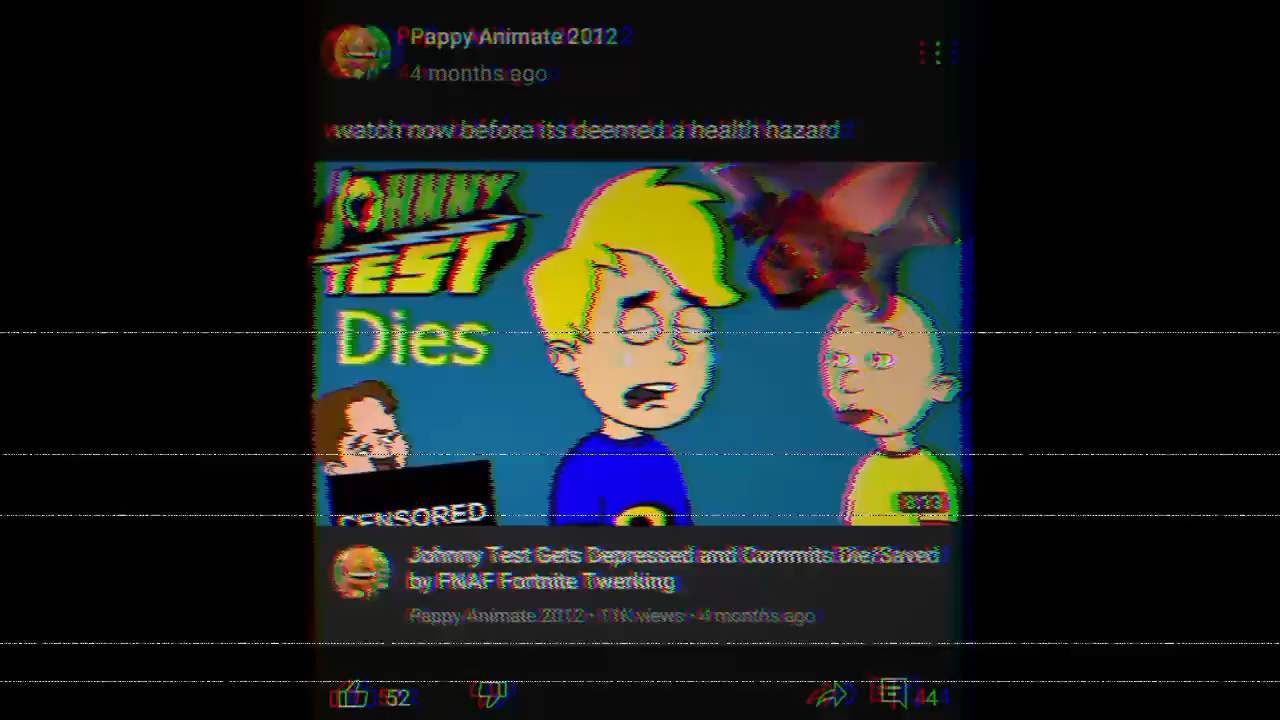 Pappy Animate 2012
4 months ago
watch now before its deemed a health hazard
JOHNNY
TEST
Dies
CENSORED
8:13
Johnny Test Gets Depressed and Commits Die/Saved
by FNAF Fortnite Twerking
Pappy Animate 2012 • 11K views • 4 months ago
52
44